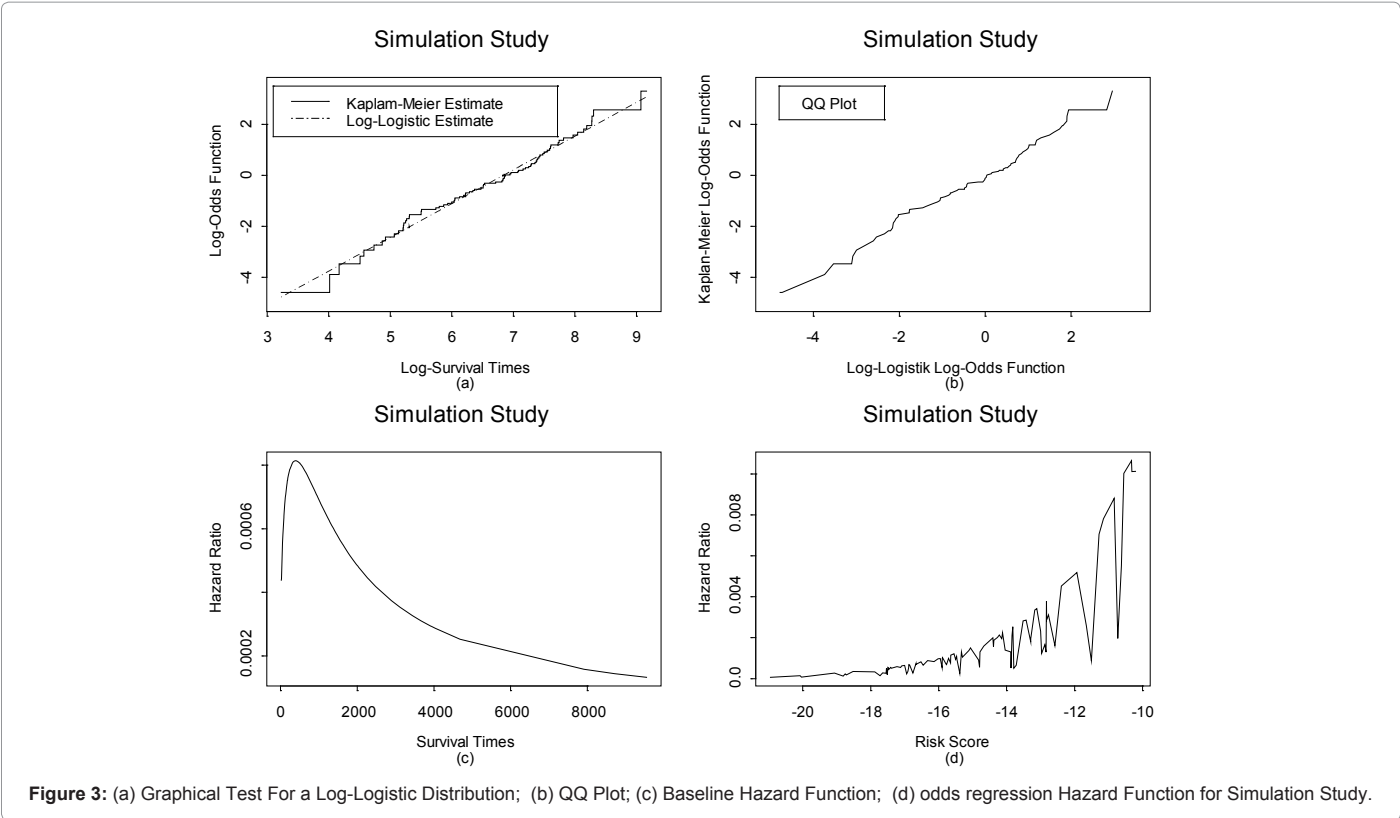 Simulation Study
Kaplam-Meier Estimate
Log-Logistic Estimate
Log-Odds Function
2
0
-2
-4
3
4
5
6
7
8
9
Log-Survival Times
(a)
Simulation Study
QQ Plot
Kaplan-Meier Log-Odds Function
2
0
-2
-4
-4
-2
0
2
Log-Logistik Log-Odds Function
(b)
Simulation Study
Hazard Ratio
0.0006
0.0002
0
2000
4000
6000
8000
Survival Times
(c)
Simulation Study
Hazard Ratio
0.008
0.004
0.0
-20
-18
-16
-14
-12
-10
Risk Score
(d)
Figure 3: (a) Graphical Test For a Log-Logistic Distribution; (b) QQ Plot; (c) Baseline Hazard Function; (d) odds regression Hazard Function for Simulation Study.